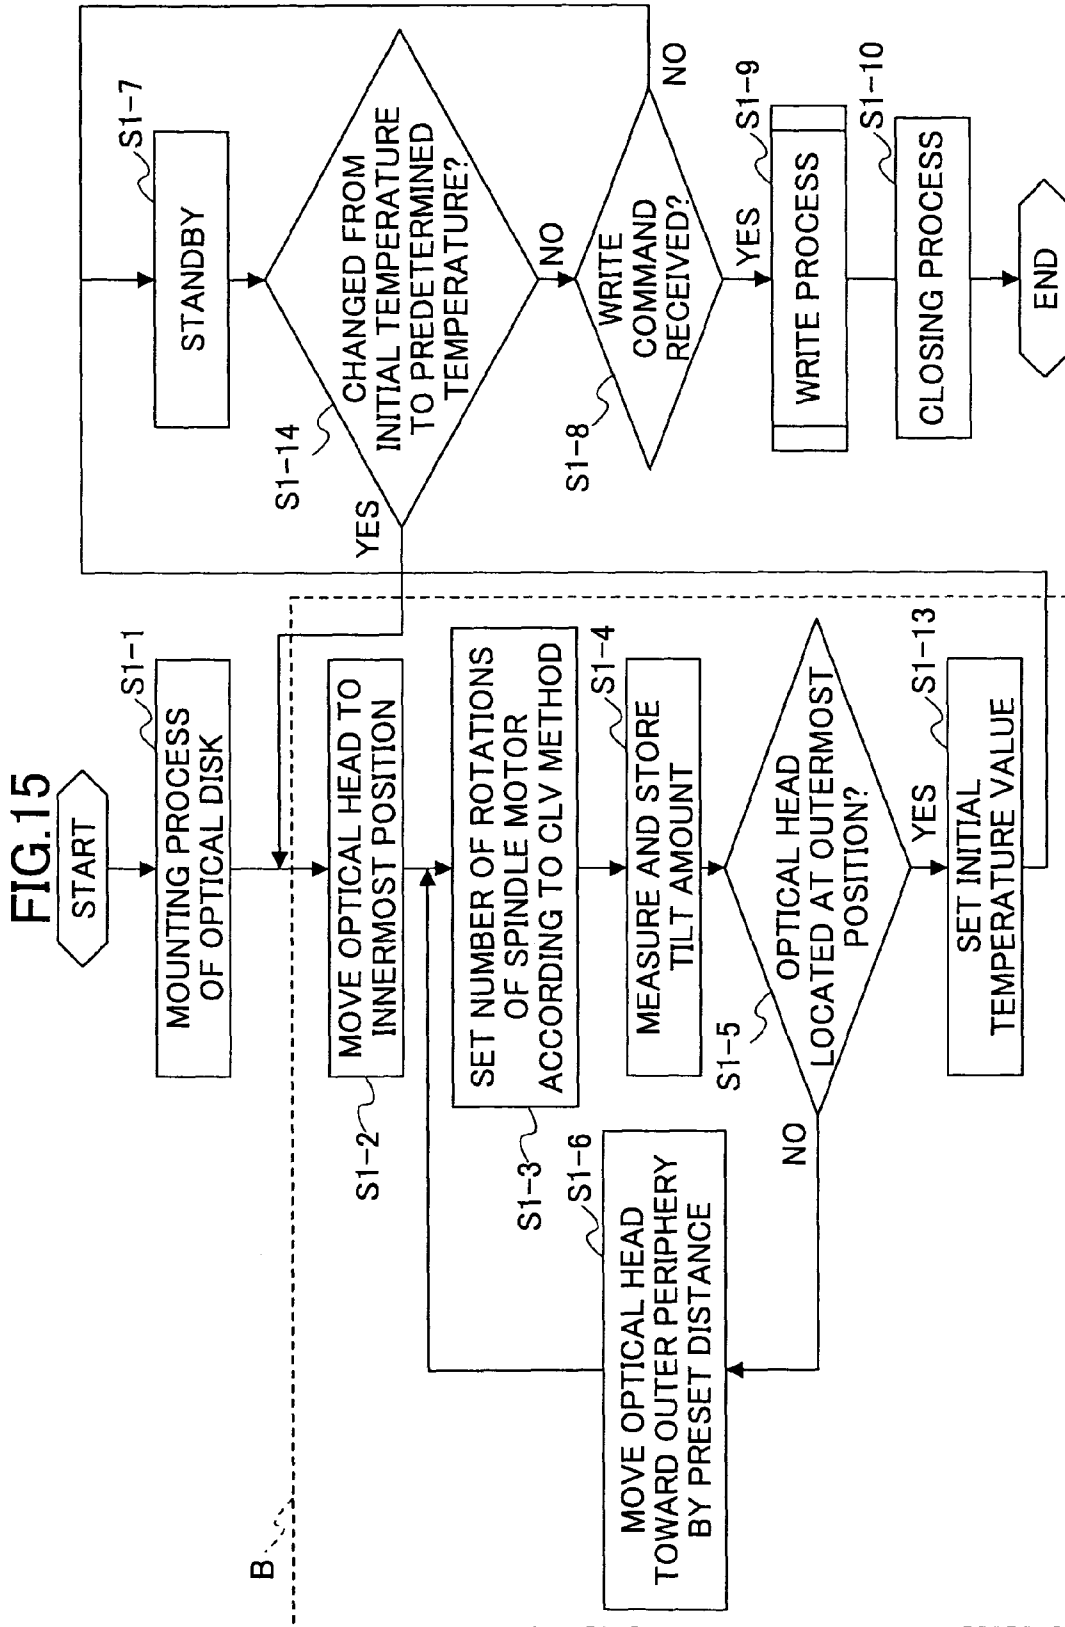 FIG.15
START
S1-1
MOUNTING PROCESS
OF OPTICAL DISK
B
S1-2
MOVE OPTICAL HEAD TO
INNERMOST POSITION
S1-3
SET NUMBER OF ROTATIONS
OF SPINDLE MOTOR
ACCORDING TO CLV METHOD
S1-4
MEASURE AND STORE
TILT AMOUNT
S1-5
OPTICAL HEAD
LOCATED AT OUTERMOST
POSITION?
NO
YES
S1-6
MOVE OPTICAL HEAD
TOWARD OUTER PERIPHERY
BY PRESET DISTANCE
S1-13
SET INITIAL
TEMPERATURE VALUE
S1-7
STANDBY
S1-14
CHANGED FROM
INITIAL TEMPERATURE
TO PREDETERMINED
TEMPERATURE?
YES
NO
S1-8
WRITE
COMMAND
RECEIVED?
NO
YES
S1-9
WRITE PROCESS
S1-10
CLOSING PROCESS
END